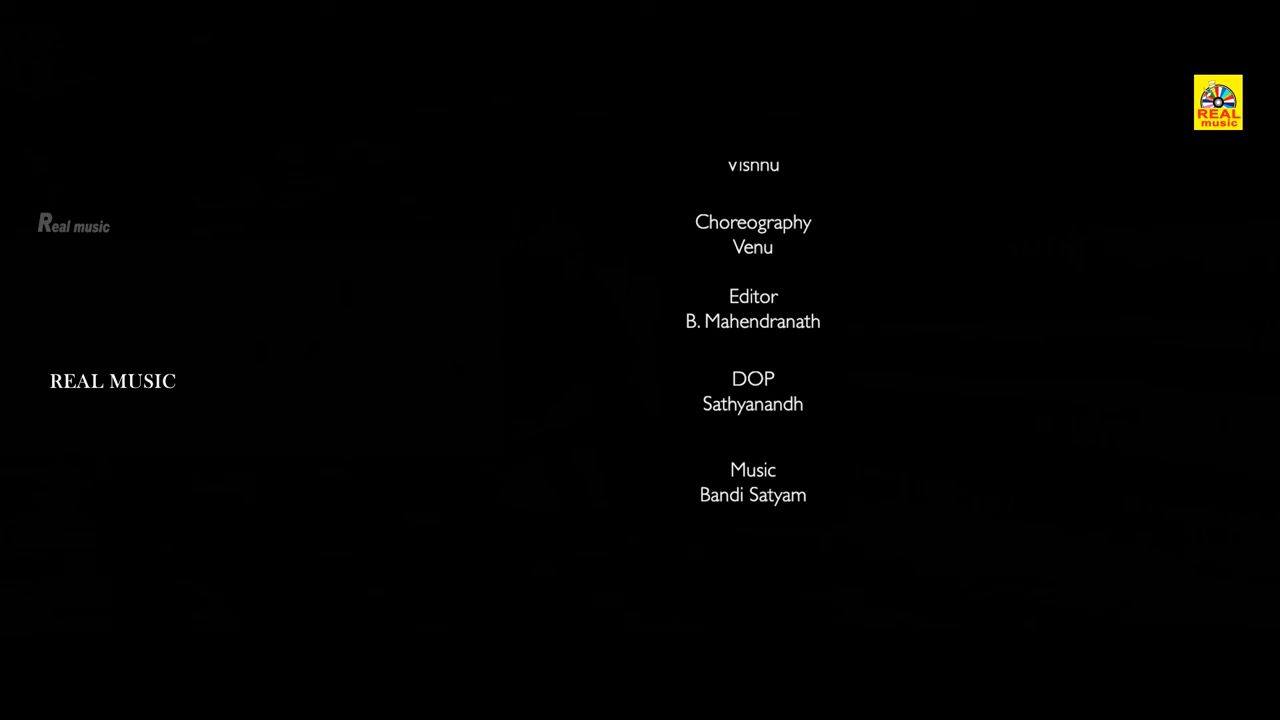 REAL
music
Real music
REAL MUSIC
Choreography
Venu
Editor
B. Mahendranath
DOP
Sathyanandh
Music
Bandi Satyam